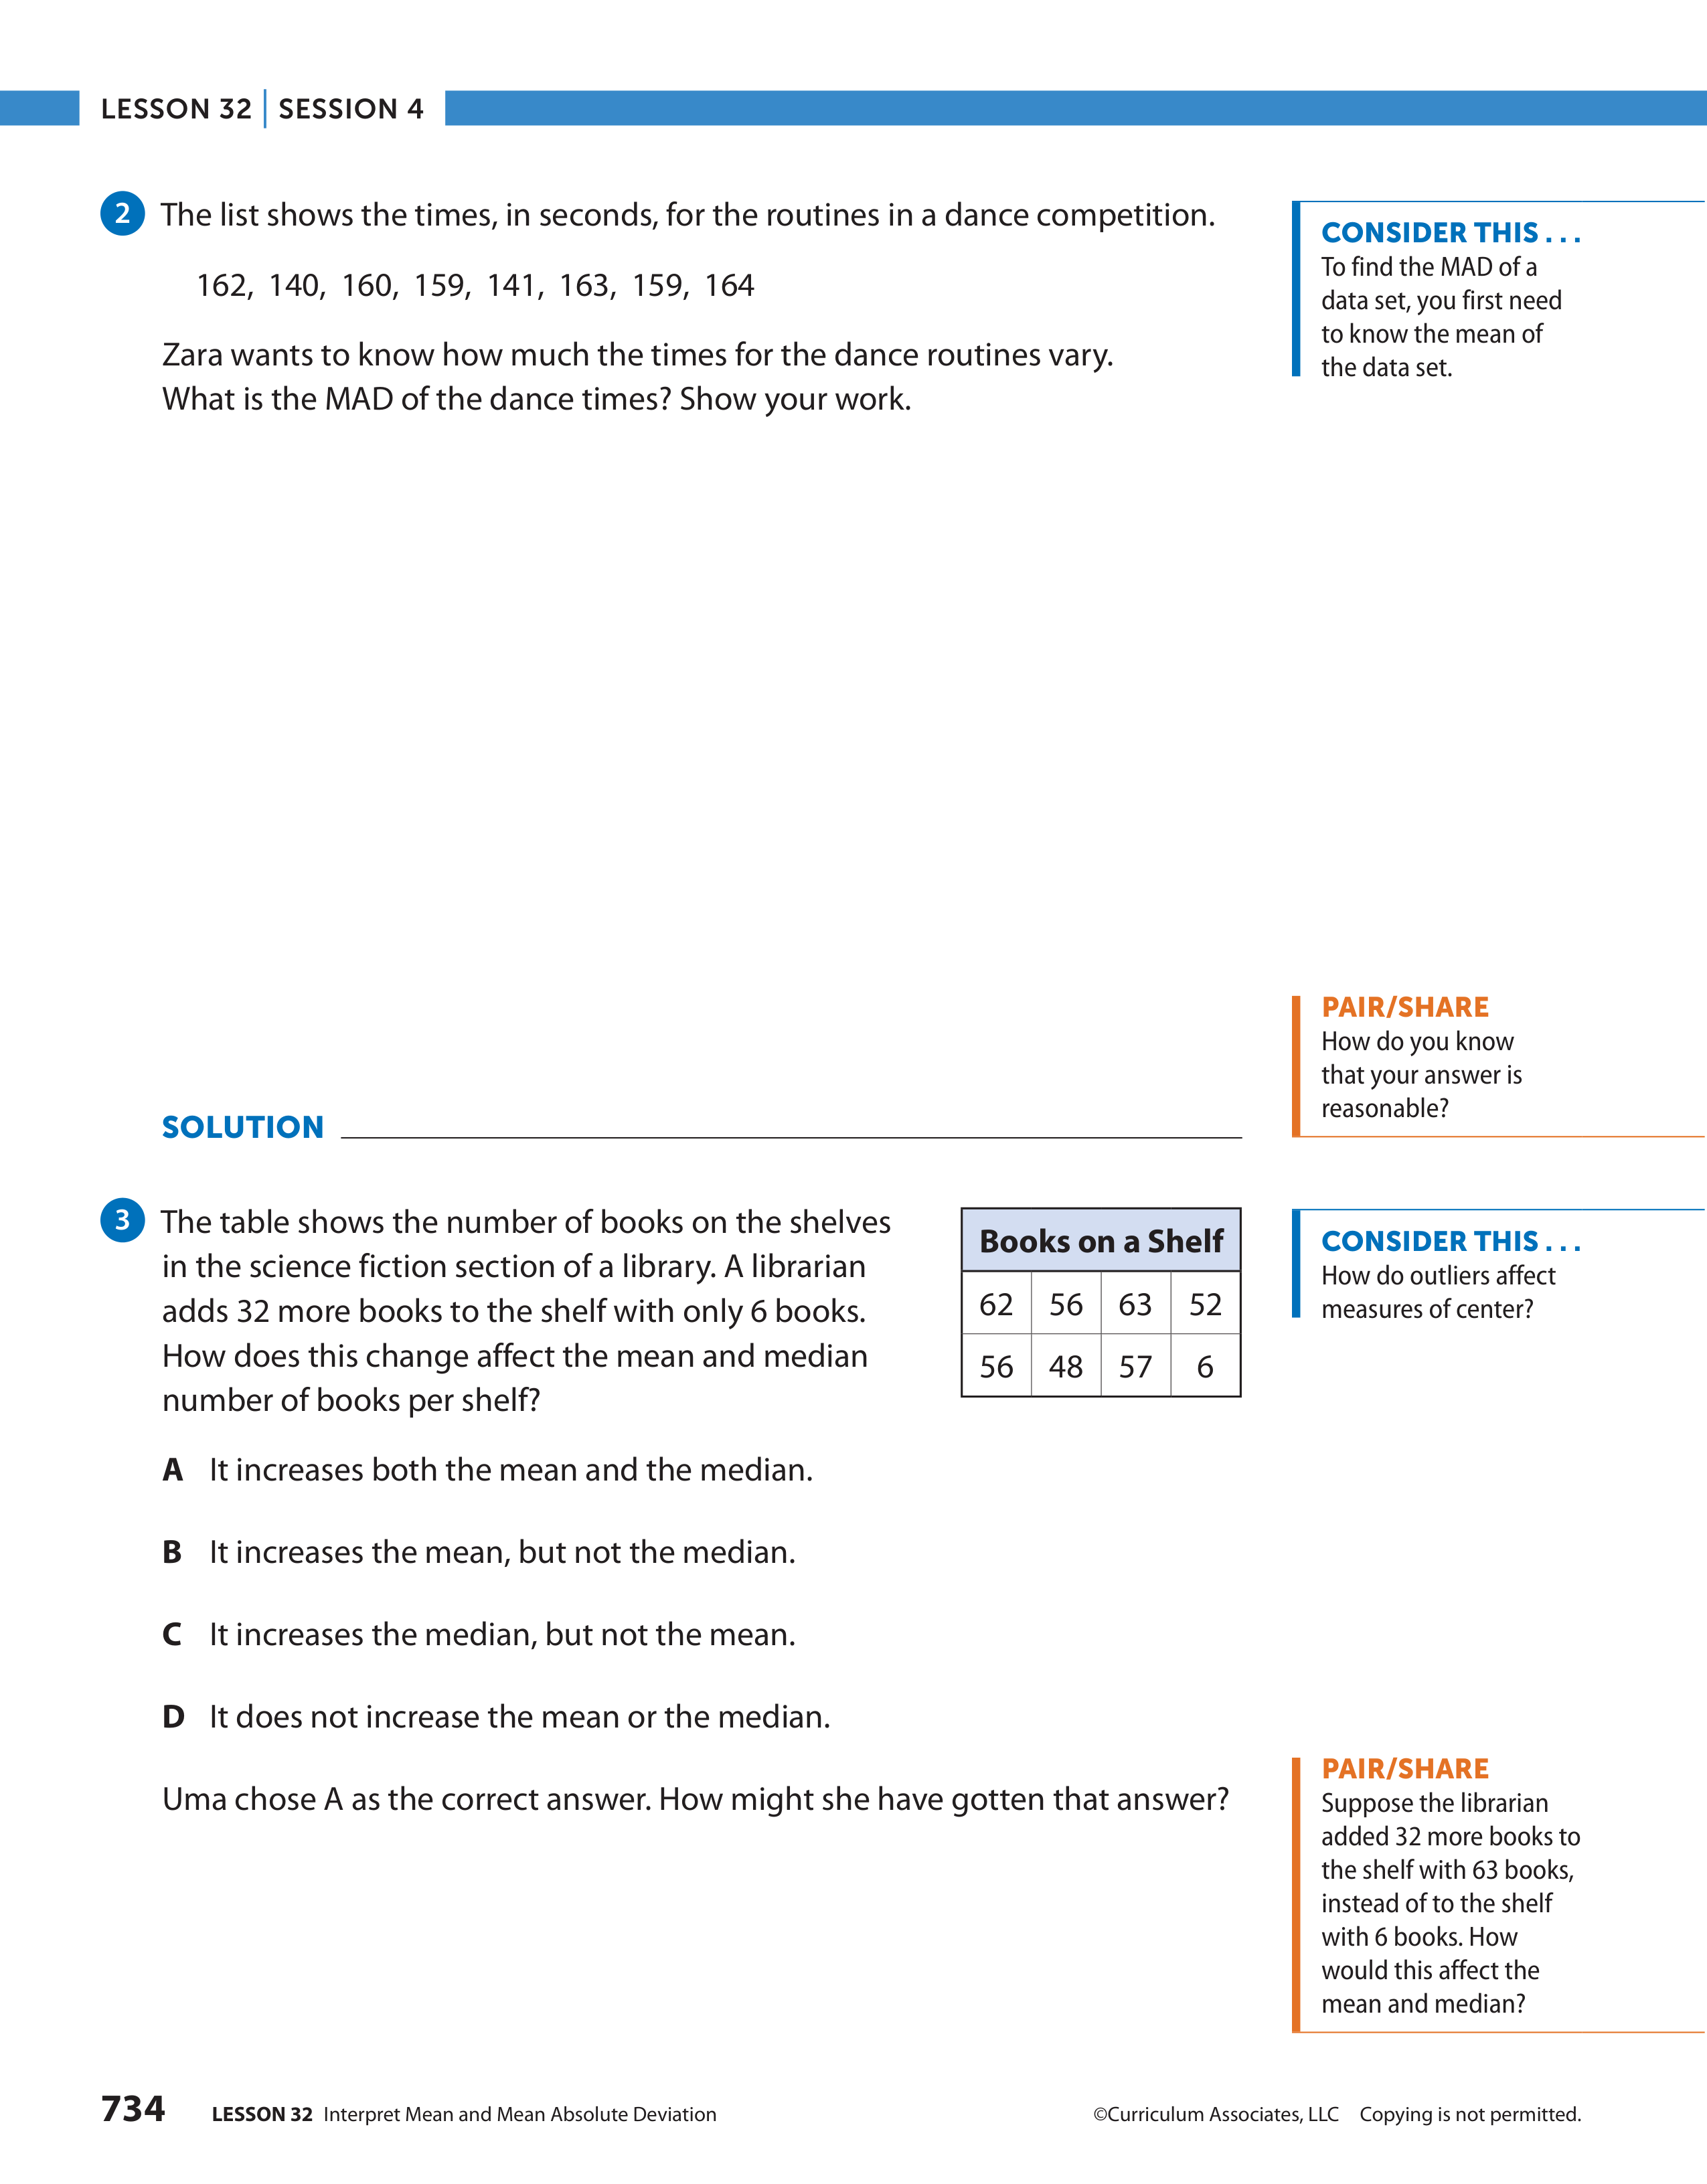 LESSON 32 | SESSION 4
2 The list shows the times, in seconds, for the routines in a dance competition.
162, 140, 160, 159, 141, 163, 159, 164
Zara wants to know how much the times for the dance routines vary.
What is the MAD of the dance times? Show your work.
CONSIDER THIS . . .
To find the MAD of a
data set, you first need
to know the mean of
the data set.
PAIR/SHARE
How do you know
that your answer is
reasonable?
SOLUTION
3 The table shows the number of books on the shelves
in the science fiction section of a library. A librarian
adds 32 more books to the shelf with only 6 books.
How does this change affect the mean and median
number of books per shelf?
Books on a Shelf
62 56 63 52
56 48 57 6
CONSIDER THIS . . .
How do outliers affect
measures of center?
A It increases both the mean and the median.
B It increases the mean, but not the median.
C It increases the median, but not the mean.
D It does not increase the mean or the median.
Uma chose A as the correct answer. How might she have gotten that answer?
PAIR/SHARE
Suppose the librarian
added 32 more books to
the shelf with 63 books,
instead of to the shelf
with 6 books. How
would this affect the
mean and median?
734 LESSON 32 Interpret Mean and Mean Absolute Deviation
©Curriculum Associates, LLC Copying is not permitted.